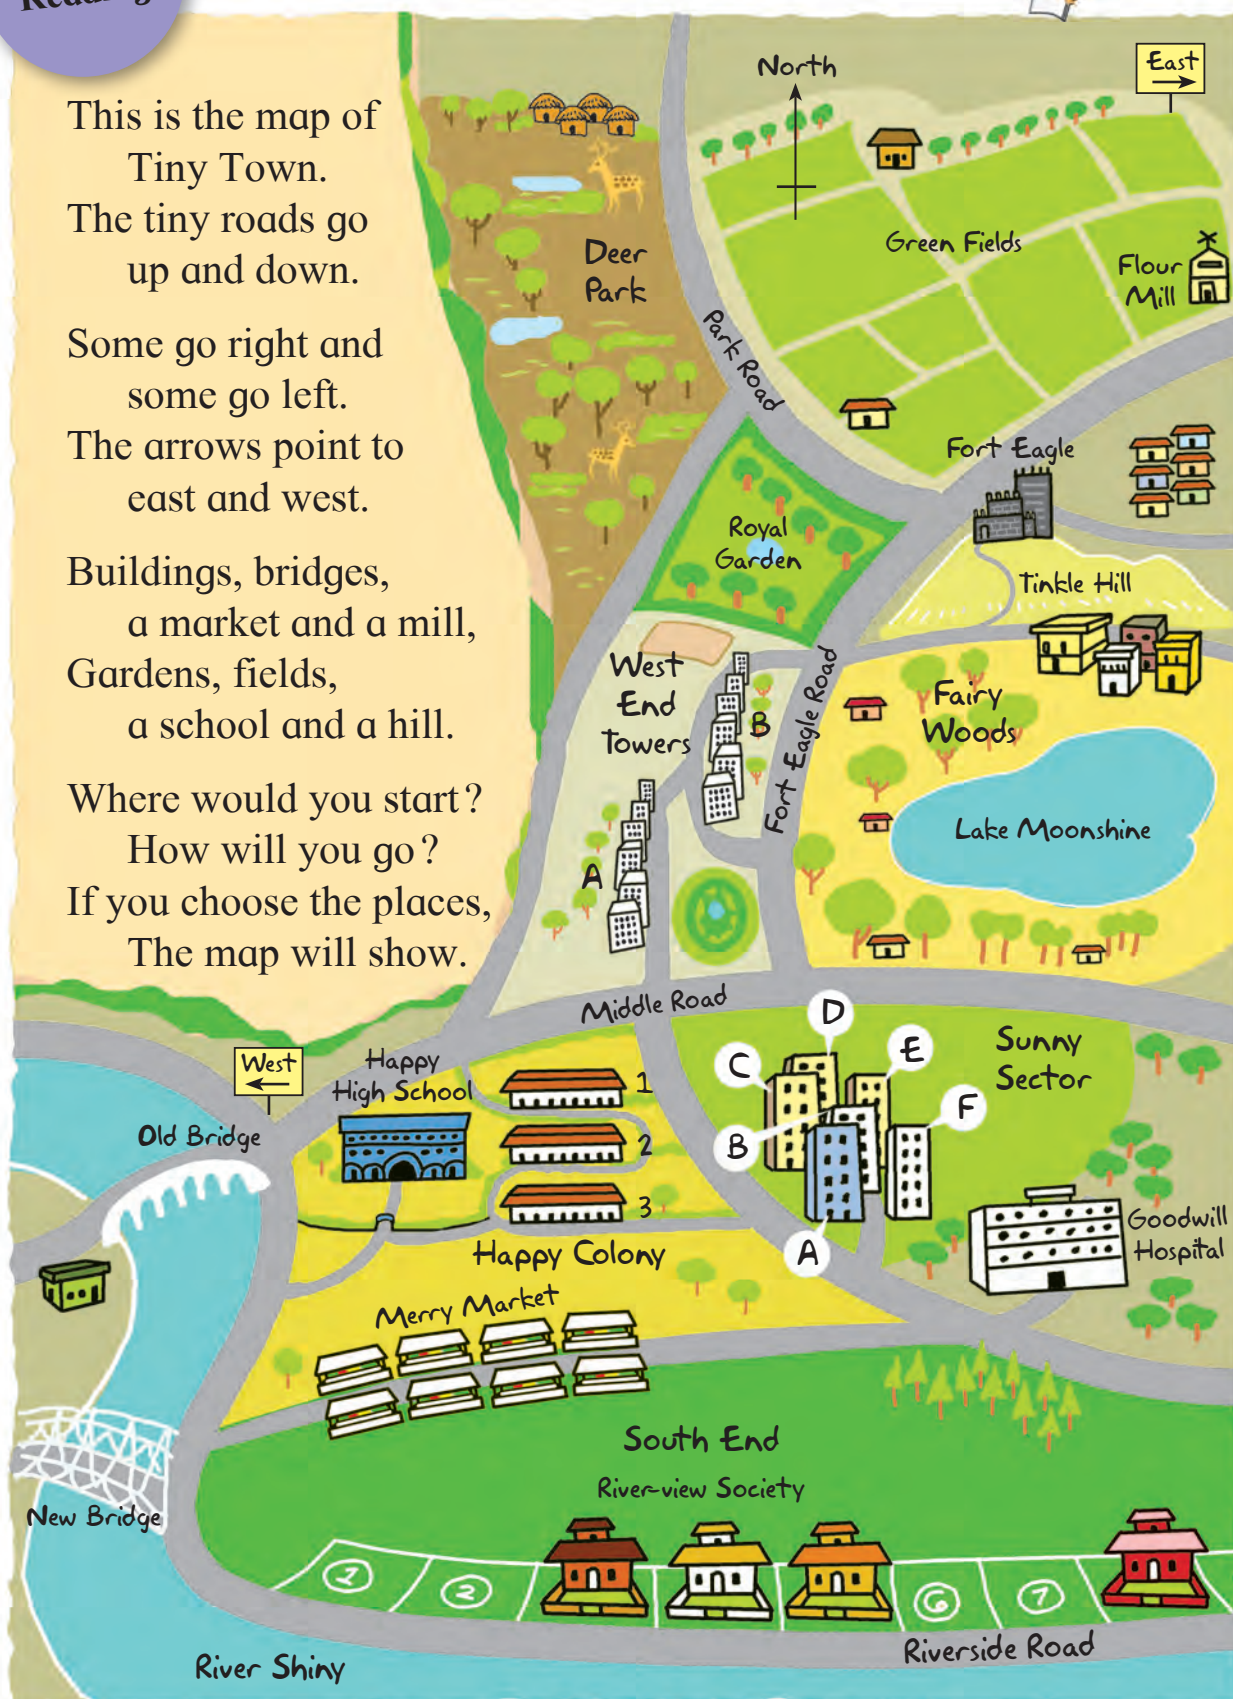 This is the map of
Tiny Town.
The tiny roads go
up and down.
Some go right and
some go left.
The arrows point to
east and west.
Buildings, bridges,
a market and a mill,
Gardens, fields,
a school and a hill.
Where would you start?
How will you go?
If you choose the places,
The map will show.
North
East
Deer
Park
Green Fields
Flour
Mill
Park Road
Fort Eagle
Royal
Garden
Tinkle Hill
West
End
Towers
B
A
Fort Eagle Road
Fairy
Woods
Lake Moonshine
Middle Road
West
Happy
High School
Old Bridge
1
2
3
Happy Colony
D
C
E
B
F
A
Sunny
Sector
Goodwill
Hospital
Merry Market
South End
River-view Society
New Bridge
1
2
6
7
Riverside Road
River Shiny